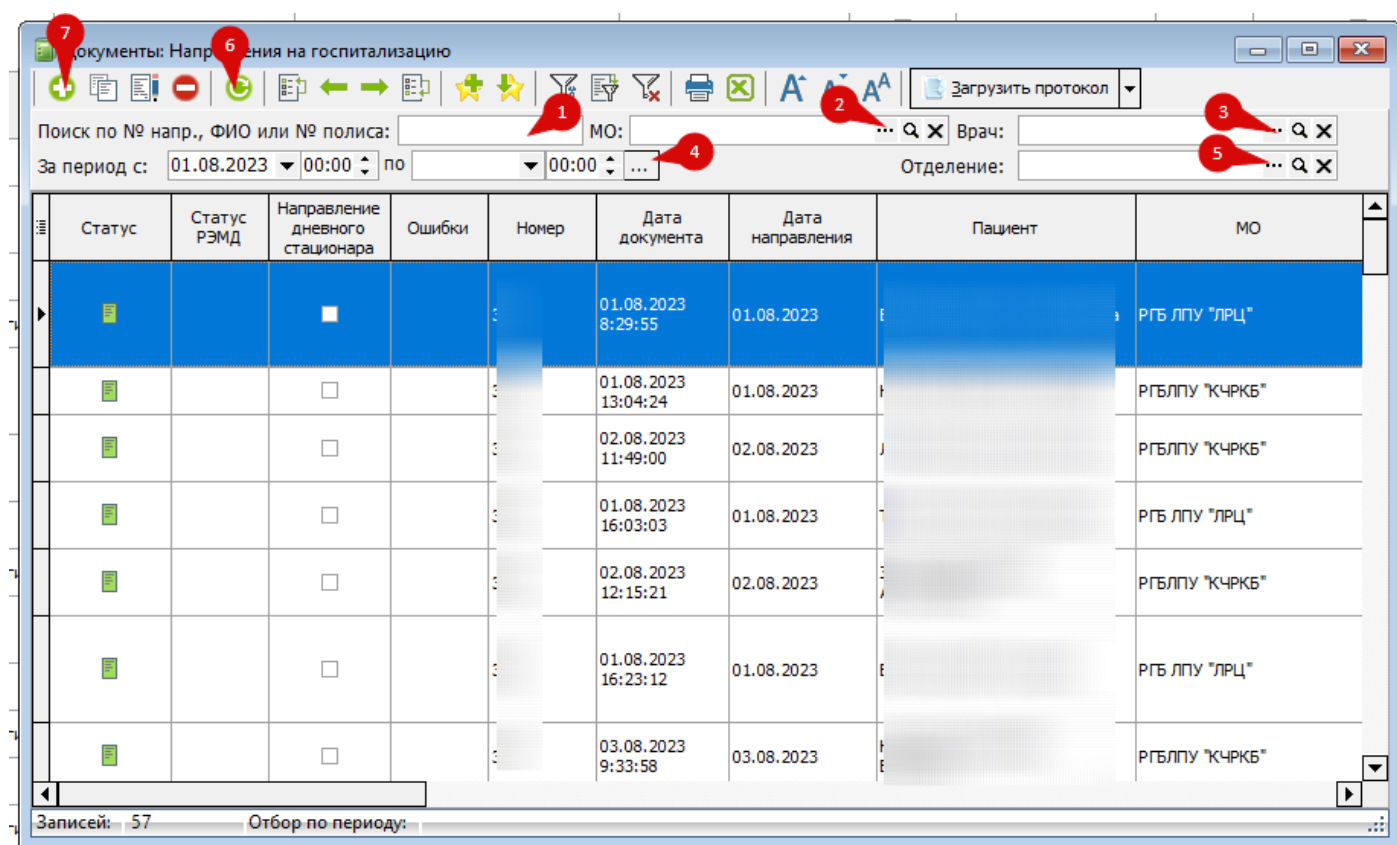 7
6
Документы: Направления на госпитализацию
Загрузить протокол
1
2
3
Поиск по № напр., ФИО или № полиса:
МО:
Врач:
4
5
За период с: 01.08.2023 00:00 по 00:00 ...
Отделение:
Статус
Статус РЭМД
Направление дневного стационара
Ошибки
Номер
Дата документа
Дата направления
Пациент
МО
01.08.2023
8:29:55
01.08.2023
РГБ ЛПУ "ЛРЦ"
01.08.2023
13:04:24
01.08.2023
РГБЛПУ "КЧРКБ"
02.08.2023
11:49:00
02.08.2023
РГБЛПУ "КЧРКБ"
01.08.2023
16:03:03
01.08.2023
РГБ ЛПУ "ЛРЦ"
02.08.2023
12:15:21
02.08.2023
РГБЛПУ "КЧРКБ"
01.08.2023
16:23:12
01.08.2023
РГБ ЛПУ "ЛРЦ"
03.08.2023
9:33:58
03.08.2023
РГБЛПУ "КЧРКБ"
Записей: 57 Отбор по периоду: